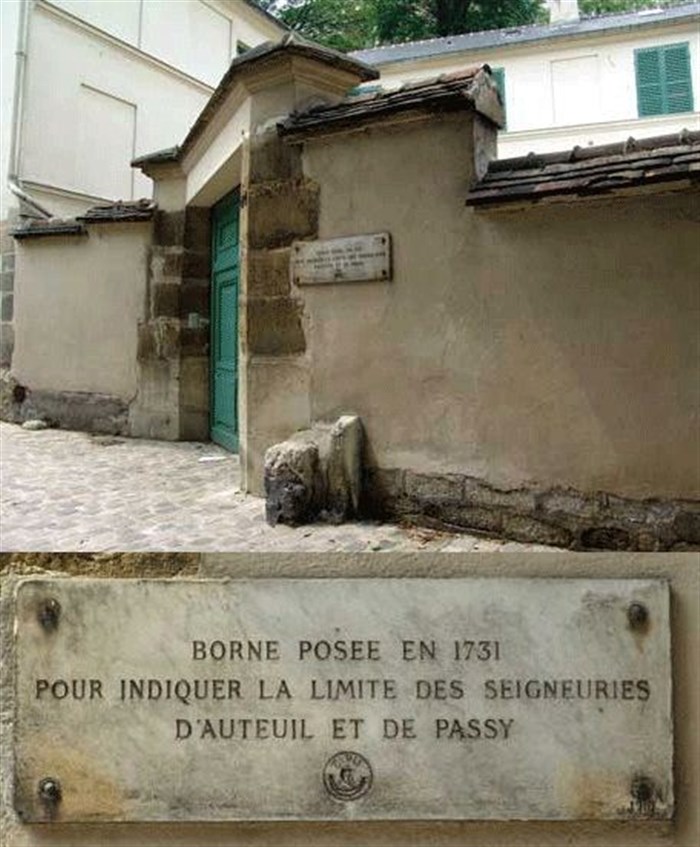 BORNE POSEE EN 1731
POUR INDIQUER LA LIMITE DES SEIGNEURIES
D'AUTEUIL ET DE PASSY